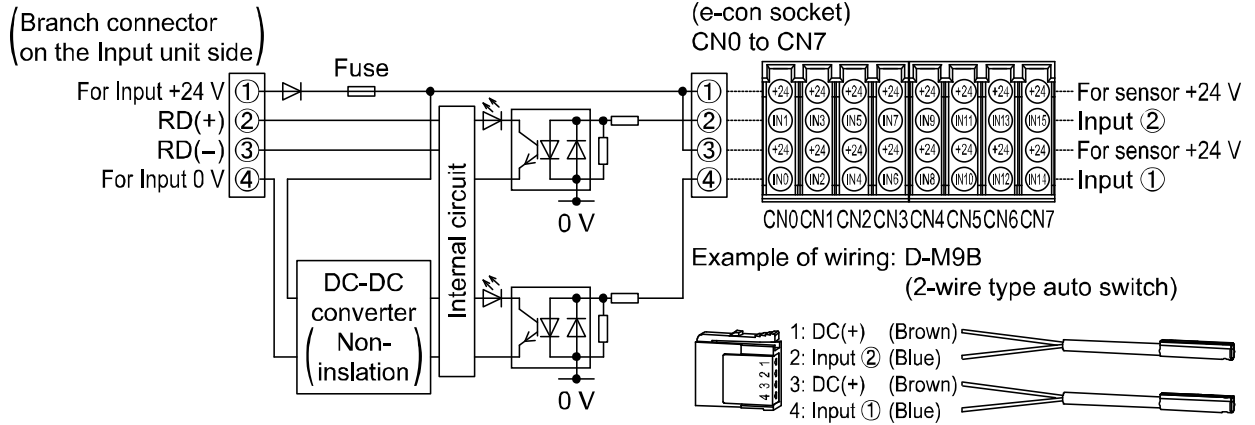 (Branch connector
on the Input unit side)
For Input +24 V ①
RD(+) ②
RD(−) ③
For Input 0 V ④
Fuse
Internal circuit
DC-DC
converter
(Non-
inslation)
0 V
0 V
(e-con socket)
CN0 to CN7
①
②
③
④
+24 +24 +24 +24 +24 +24 +24 +24
IN1 IN3 IN5 IN7 IN9 IN11 IN13 IN15
+24 +24 +24 +24 +24 +24 +24 +24
IN0 IN2 IN4 IN6 IN8 IN10 IN12 IN14
For sensor +24 V
Input ②
For sensor +24 V
Input ①
CN0 CN1 CN2 CN3 CN4 CN5 CN6 CN7
Example of wiring: D-M9B
(2-wire type auto switch)
4 3 2 1
1: DC(+) (Brown)
2: Input ② (Blue)
3: DC(+) (Brown)
4: Input ① (Blue)